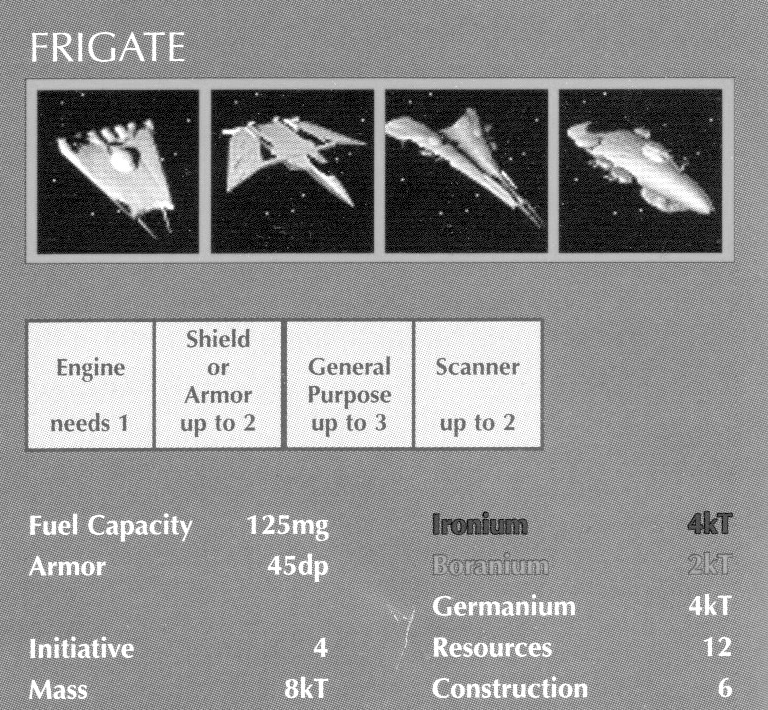 FRIGATE
Engine
needs 1
Shield
or
Armor
up to 2
General
Purpose
up to 3
Scanner
up to 2
Fuel Capacity 125mg
Armor 45dp
Initiative 4
Mass 8kT
Ironium 4kT
Boranium 2kT
Germanium 4kT
Resources 12
Construction 6